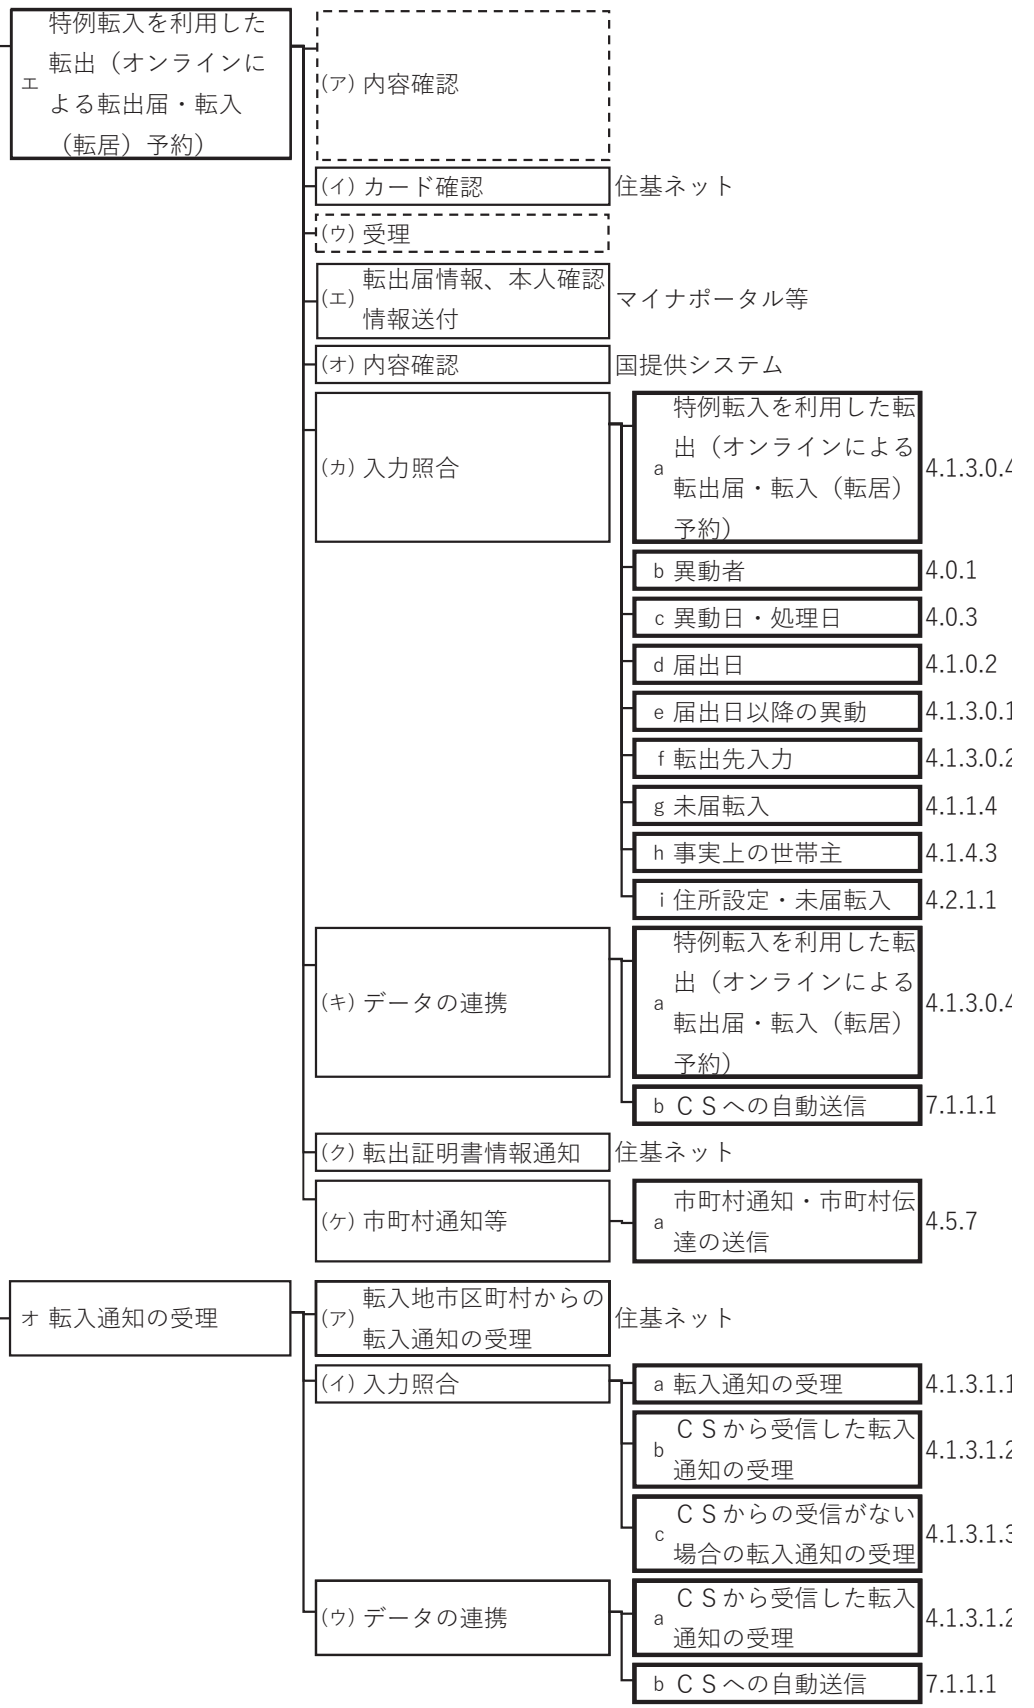 エ 特例転入を利用した
転出（オンラインに
よる転出届・転入
（転居）予約）
(ア) 内容確認
(イ) カード確認 住基ネット
(ウ) 受理
(エ) 転出届情報、本人確認
情報送付
マイナポータル等
(オ) 内容確認 国提供システム
(カ) 入力照合
a 特例転入を利用した転
出（オンラインによる
転出届・転入（転居）
予約）
4.1.3.0.4
b 異動者 4.0.1
c 異動日・処理日 4.0.3
d 届出日 4.1.0.2
e 届出日以降の異動 4.1.3.0.1
f 転出先入力 4.1.3.0.2
g 未届転入 4.1.1.4
h 事実上の世帯主 4.1.4.3
i 住所設定・未届転入 4.2.1.1
(キ) データの連携
a 特例転入を利用した転
出（オンラインによる
転出届・転入（転居）
予約）
4.1.3.0.4
b ＣＳへの自動送信 7.1.1.1
(ク) 転出証明書情報通知 住基ネット
(ケ) 市町村通知等
a 市町村通知・市町村伝
達の送信
4.5.7
オ 転入通知の受理
(ア) 転入地市区町村からの
転入通知の受理
住基ネット
(イ) 入力照合
a 転入通知の受理 4.1.3.1.1
b ＣＳから受信した転入
通知の受理
4.1.3.1.2
c ＣＳからの受信がない
場合の転入通知の受理
4.1.3.1.3
(ウ) データの連携
a ＣＳから受信した転入
通知の受理
4.1.3.1.2
b ＣＳへの自動送信 7.1.1.1